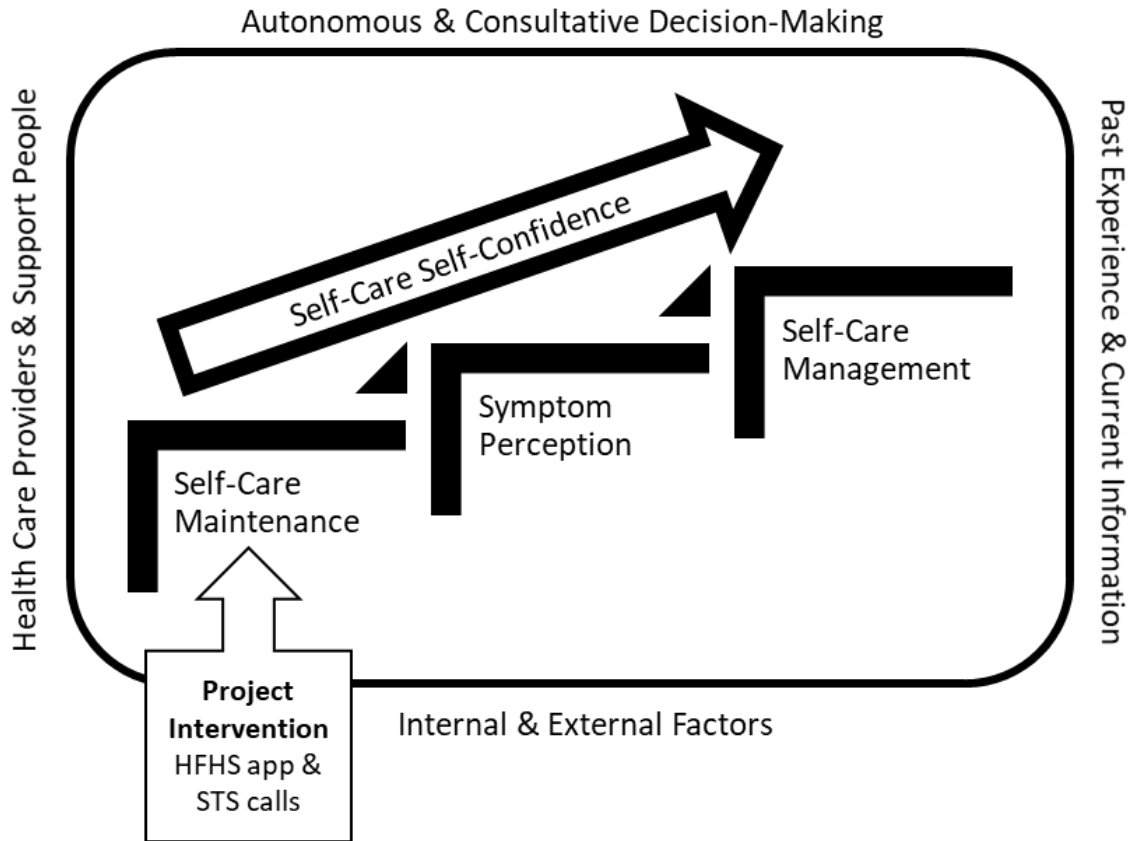 Autonomous & Consultative Decision-Making
Health Care Providers & Support People
Past Experience & Current Information
Self-Care Self-Confidence
Self-Care
Management
Symptom
Perception
Self-Care
Maintenance
Project
Intervention
HFHS app &
STS calls
Internal & External Factors